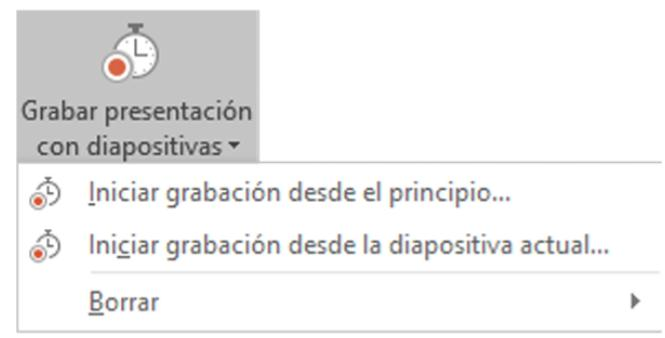 Grabar presentación
con diapositivas
Iniciar grabación desde el principio...
Iniciar grabación desde la diapositiva actual...
Borrar